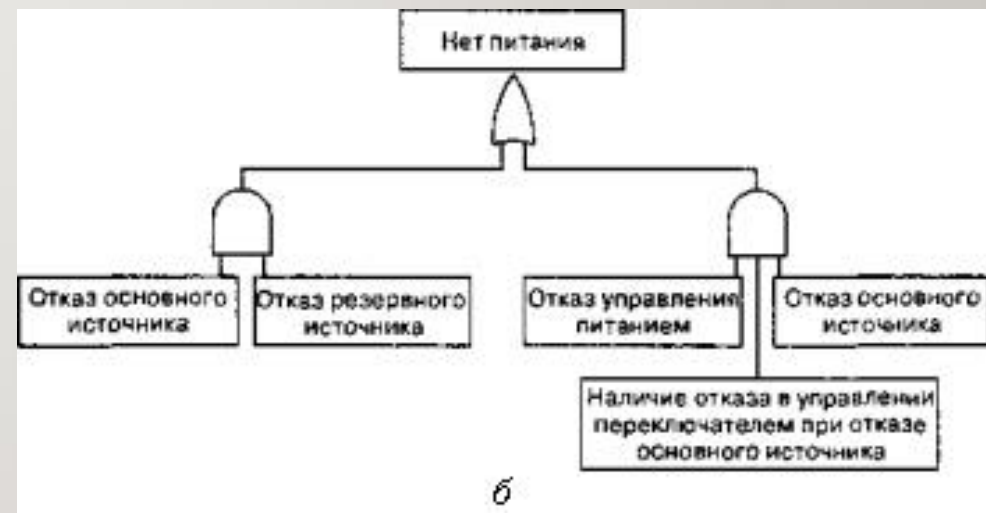 Нет питания
Отказ основного
источника
Отказ резервного
источника
Отказ управления
питанием
Отказ основного
источника
Наличие отказа в управлении
переключателем при отказе
основного источника
б